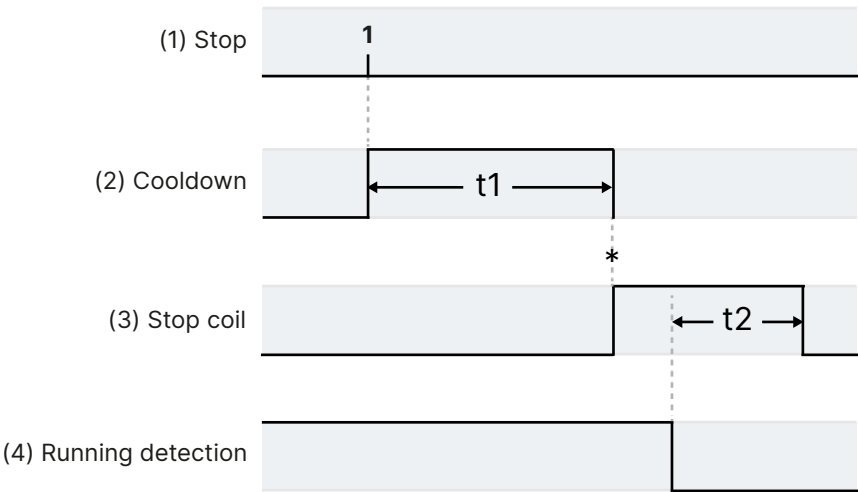 (1) Stop
1
(2) Cooldown
t1
*
(3) Stop coil
t2
(4) Running detection